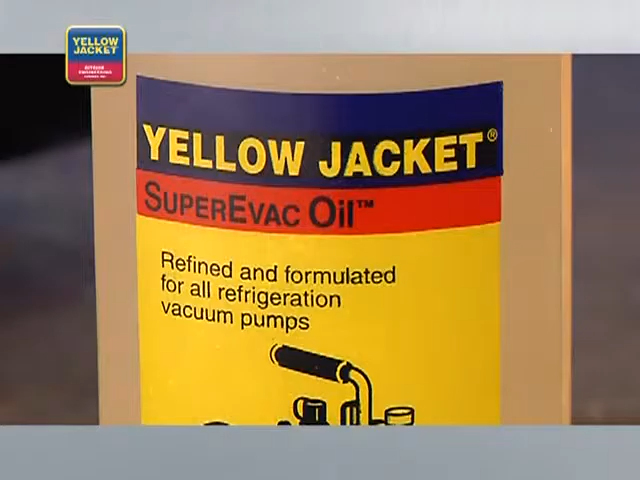 YELLOW
JACKET
YELLOW JACKET®
SUPEREVAC Oil™
Refined and formulated
for all refrigeration
vacuum pumps